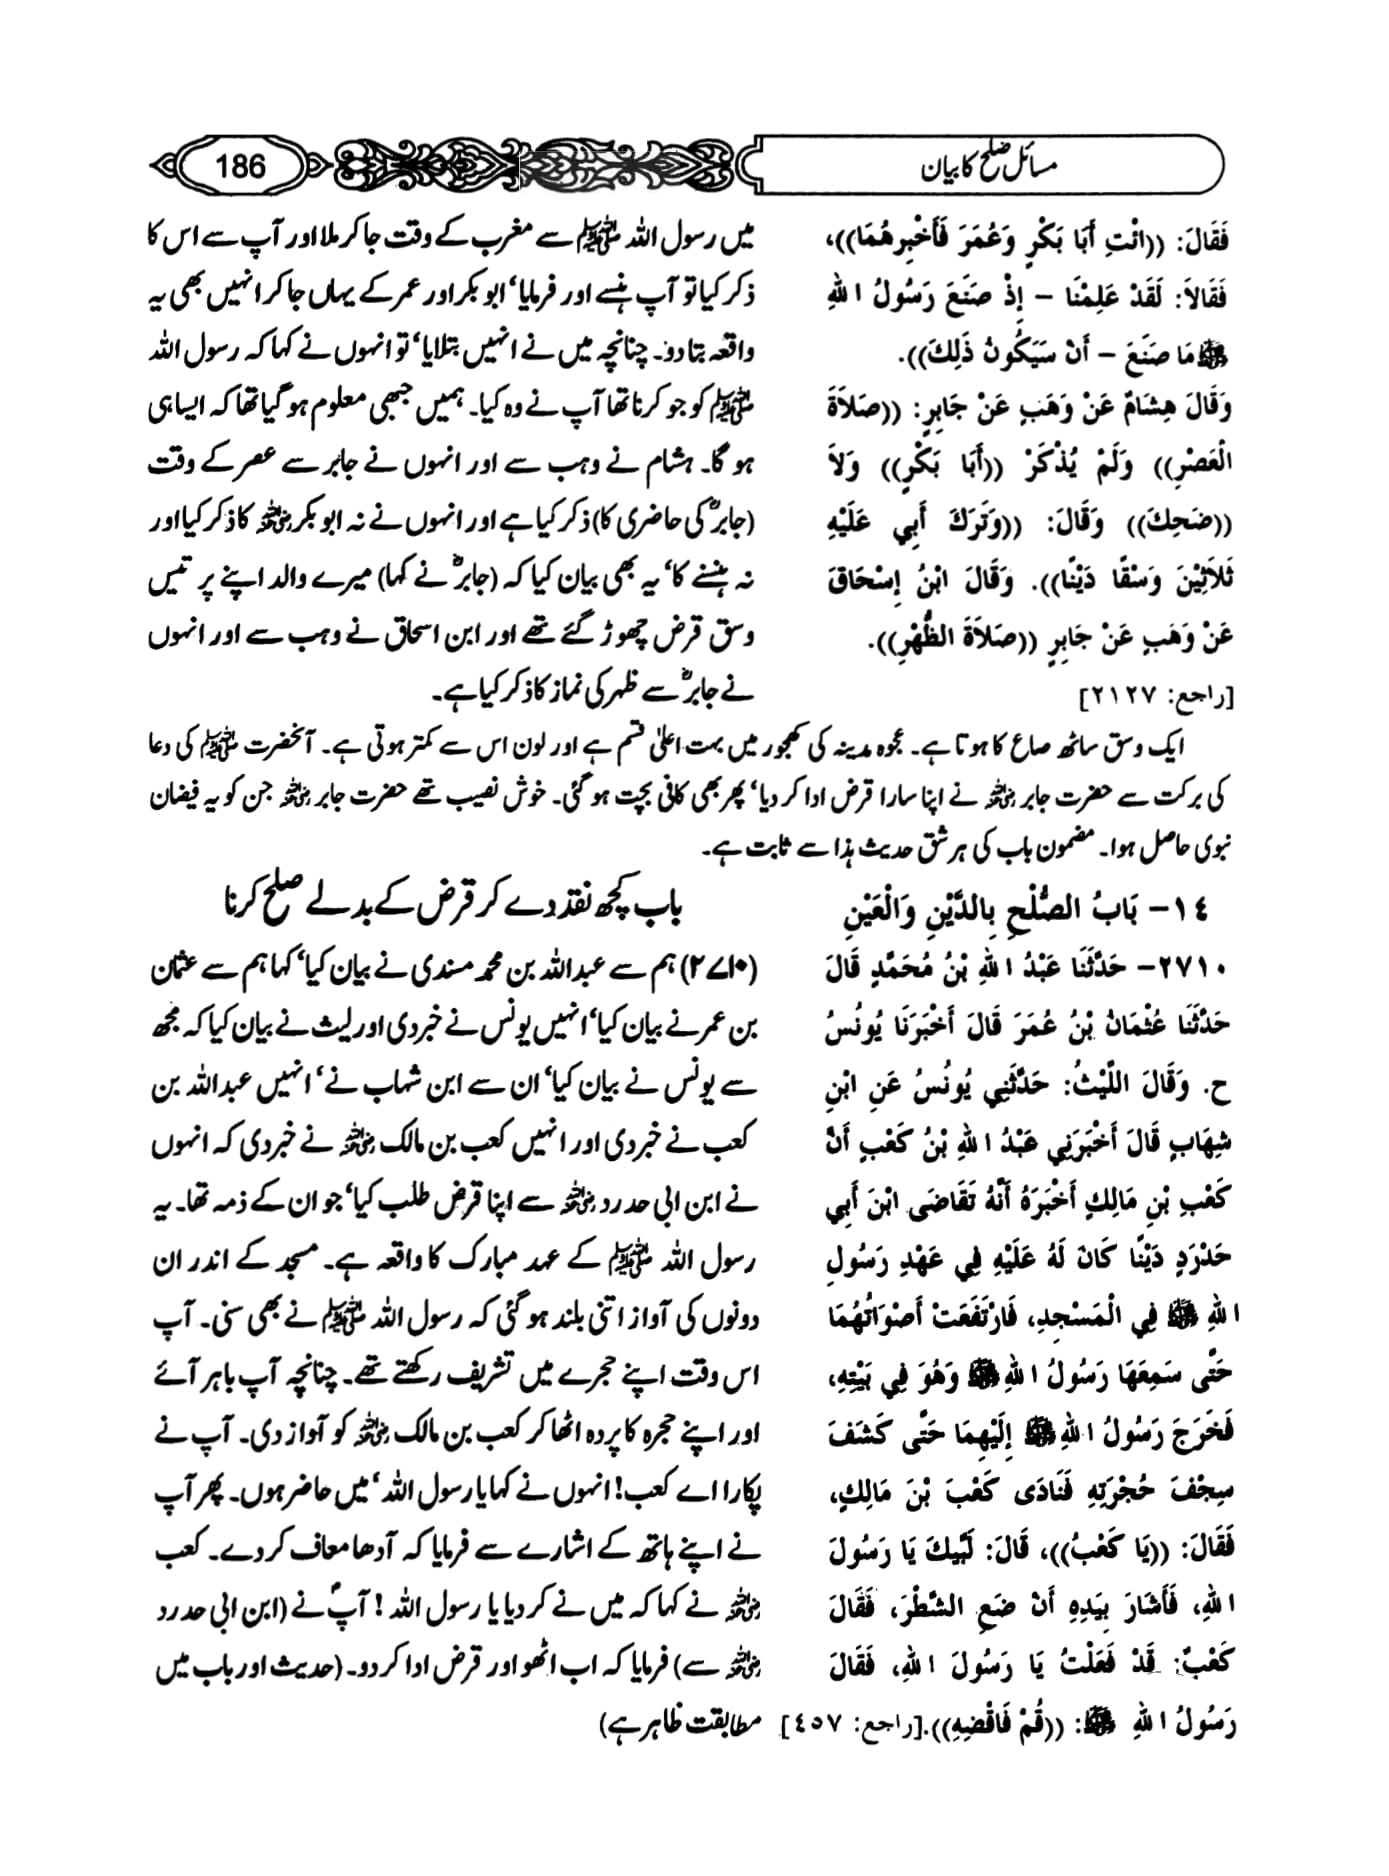 مسائل صلح کا بیان
186
فَقَالَ: ((ائْتِ أَبَا بَكْرٍ وَعُمَرَ فَأَخْبِرْهُمَا))،
فَقَالاَ: لَقَدْ عَلِمْنَا – إِذْ صَنَعَ رَسُولُ اللهِ
ﷺ مَا صَنَعَ – أَنْ سَيَكُونُ ذَلِكَ)).
وَقَالَ هِشَامٌ عَنْ وَهَبٍ عَنْ جَابِرٍ: ((صَلاَةَ
الْعَصْرِ)) وَلَمْ يُذْكَرْ ((أَبَا بَكْرٍ)) وَلاَ
((ضَحِكَ)) وَقَالَ: ((وَتَرَكَ أَبِي عَلَيْهِ
ثَلاَثِيْنَ وَسْقًا دَيْنًا)). وَقَالَ ابْنُ إِسْحَاقَ
عَنْ وَهَبٍ عَنْ جَابِرٍ ((صَلاَةَ الظُّهْرِ)).
[راجع: ٢١٢٧]
میں رسول اللہ ﷺ سے مغرب کے وقت جا کر ملا اور آپ سے اس کا
ذکر کیا تو آپ ہنسے اور فرمایا' ابو بکر اور عمر کے یہاں جا کر انہیں بھی یہ
واقعہ بتا دو۔ چنانچہ میں نے انہیں بتلایا' تو انہوں نے کہا کہ رسول اللہ
ﷺ کو جو کرنا تھا آپ نے وہ کیا۔ ہمیں جبھی معلوم ہو گیا تھا کہ ایسا ہی
ہو گا۔ ہشام نے وہب سے اور انہوں نے جابر سے عصر کے وقت
(جابرؓ کی حاضری کا) ذکر کیا ہے اور انہوں نے نہ ابو بکر رضی اللہ عنہ کا ذکر کیا اور
نہ ہنسنے کا' یہ بھی بیان کیا کہ (جابرؓ نے کہا) میرے والد اپنے پر تیس
وسق قرض چھوڑ گئے تھے اور ابن اسحاق نے وہب سے اور انہوں
نے جابرؓ سے ظہر کی نماز کا ذکر کیا ہے۔
ایک وسق ساٹھ صاع کا ہوتا ہے۔ عجوہ مدینہ کی کھجور میں بہت اعلیٰ قسم ہے اور لون اس سے کمتر ہوتی ہے۔ آنحضرت ﷺ کی دعا
کی برکت سے حضرت جابر رضی اللہ عنہ نے اپنا سارا قرض ادا کر دیا' پھر بھی کافی بچت ہو گئی۔ خوش نصیب تھے حضرت جابر رضی اللہ عنہ جن کو یہ فیضان
نبوی حاصل ہوا۔ مضمون باب کی ہر شق حدیث ہذا سے ثابت ہے۔
١٤– بَابُ الصُّلْحِ بِالدَّيْنِ وَالْعَيْنِ
باب کچھ نقد دے کر قرض کے بدلے صلح کرنا
٢٧١٠– حَدَّثَنَا عَبْدُ اللهِ بْنُ مُحَمَّدٍ قَالَ
حَدَّثَنَا عُثْمَانُ بْنُ عُمَرَ قَالَ أَخْبَرَنَا يُونُسُ
ح. وَقَالَ اللَّيْثُ: حَدَّثَنِي يُونُسُ عَنِ ابْنِ
شِهَابٍ قَالَ أَخْبَرَنِي عَبْدُ اللهِ بْنُ كَعْبٍ أَنَّ
كَعْبَ بْنِ مَالِكٍ أَخْبَرَهُ أَنَّهُ تَقَاضَى ابْنَ أَبِي
حَدْرَدٍ دَيْنًا كَانَ لَهُ عَلَيْهِ فِي عَهْدِ رَسُولِ
اللهِ ﷺ فِي الْمَسْجِدِ، فَارْتَفَعَتْ أَصْوَاتُهُمَا
حَتَّى سَمِعَهَا رَسُولُ اللهِ ﷺ وَهُوَ فِي بَيْتِهِ،
فَخَرَجَ رَسُولُ اللهِ ﷺ إِلَيْهِمَا حَتَّى كَشَفَ
سِجْفَ حُجْرَتِهِ فَنَادَى كَعْبَ بْنَ مَالِكٍ،
فَقَالَ: ((يَا كَعْبُ))، قَالَ: لَبَّيْكَ يَا رَسُولَ
اللهِ، فَأَشَارَ بِيَدِهِ أَنْ ضَعِ الشَّطْرَ، فَقَالَ
كَعْبٌ: قَدْ فَعَلْتُ يَا رَسُولَ اللهِ، فَقَالَ
رَسُولُ اللهِ ﷺ: ((قُمْ فَاقْضِهِ)).[راجع: ٤٥٧]
(۲۷۱۰) ہم سے عبداللہ بن محمد مسندی نے بیان کیا' کہا ہم سے عثمان
بن عمر نے بیان کیا' انہیں یونس نے خبر دی اور لیث نے بیان کیا کہ مجھ
سے یونس نے بیان کیا' ان سے ابن شہاب نے' انہیں عبداللہ بن
کعب نے خبر دی اور انہیں کعب بن مالک رضی اللہ عنہ نے خبر دی کہ انہوں
نے ابن ابی حدرد رضی اللہ عنہ سے اپنا قرض طلب کیا' جو ان کے ذمہ تھا۔ یہ
رسول اللہ ﷺ کے عہد مبارک کا واقعہ ہے۔ مسجد کے اندر ان
دونوں کی آواز اتنی بلند ہو گئی کہ رسول اللہ ﷺ نے بھی سنی۔ آپ
اس وقت اپنے حجرے میں تشریف رکھتے تھے۔ چنانچہ آپ باہر آئے
اور اپنے حجرہ کا پردہ اٹھا کر کعب بن مالک رضی اللہ عنہ کو آواز دی۔ آپ نے
پکارا اے کعب! انہوں نے کہا یا رسول اللہ' میں حاضر ہوں۔ پھر آپ
نے اپنے ہاتھ کے اشارے سے فرمایا کہ آدھا معاف کر دے۔ کعب
رضی اللہ عنہ نے کہا کہ میں نے کر دیا یا رسول اللہ! آپؐ نے (ابن ابی حدرد
رضی اللہ عنہ سے) فرمایا کہ اب اٹھو اور قرض ادا کر دو۔ (حدیث اور باب میں
مطابقت ظاہر ہے)